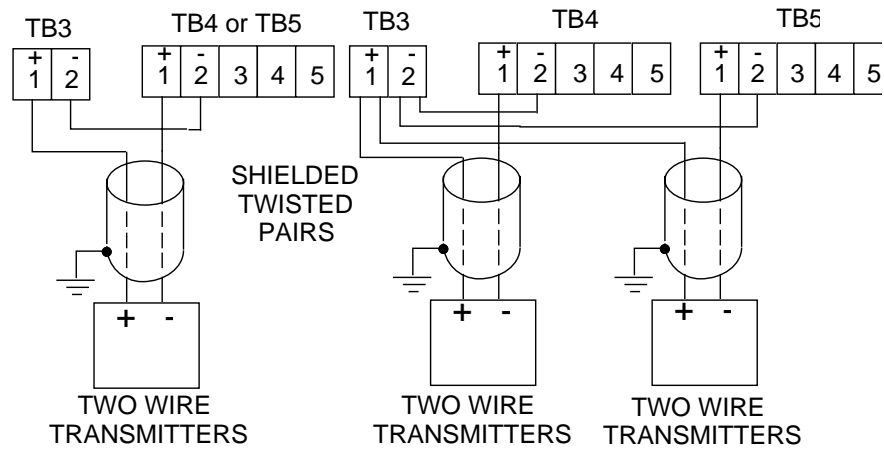 TB3 TB4 or TB5 TB3 TB4 TB5
+ - + - + - + - + -
1 2 1 2 3 4 5 1 2 1 2 3 4 5 1 2 3 4 5
SHIELDED
TWISTED
PAIRS
+ - + - + -
TWO WIRE TWO WIRE TWO WIRE
TRANSMITTERS TRANSMITTERS TRANSMITTERS